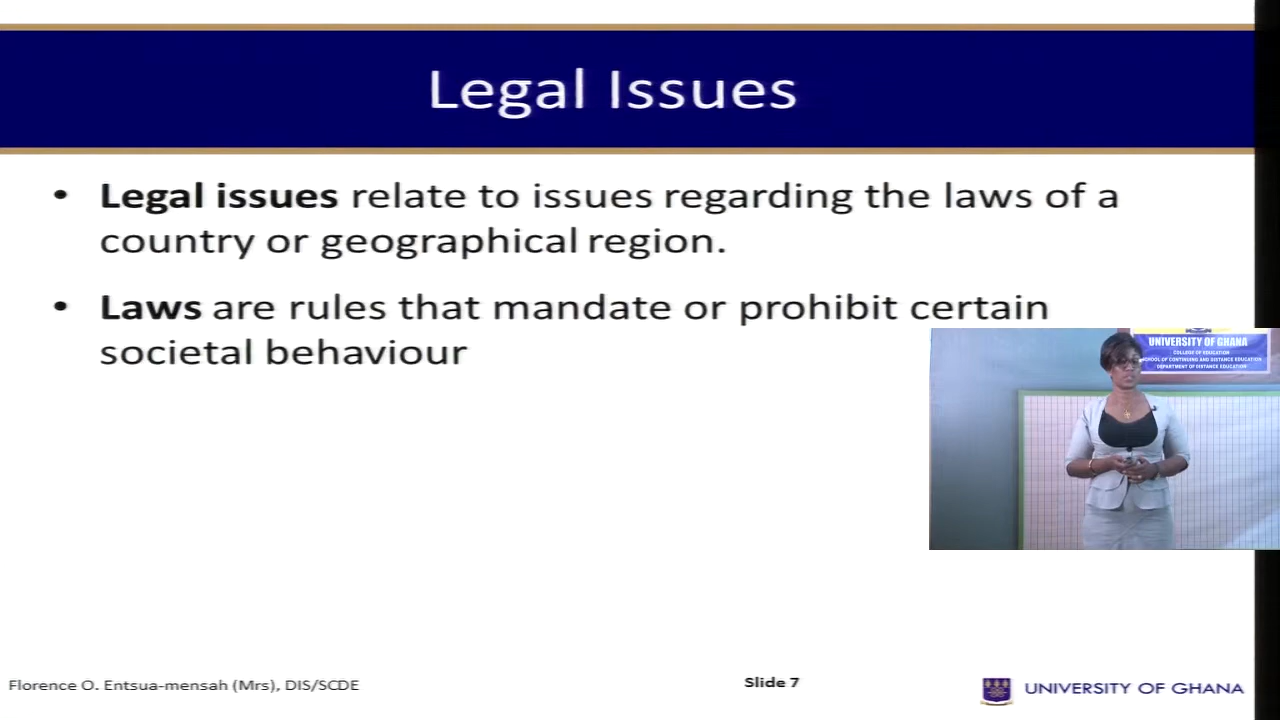 Legal Issues
• Legal issues relate to issues regarding the laws of a
country or geographical region.
• Laws are rules that mandate or prohibit certain
societal behaviour
UNIVERSITY OF GHANA
COLLEGE OF EDUCATION
SCHOOL OF CONTINUING AND DISTANCE EDUCATION
DEPARTMENT OF DISTANCE EDUCATION
Florence O. Entsua-mensah (Mrs), DIS/SCDE
Slide 7
UNIVERSITY OF GHANA